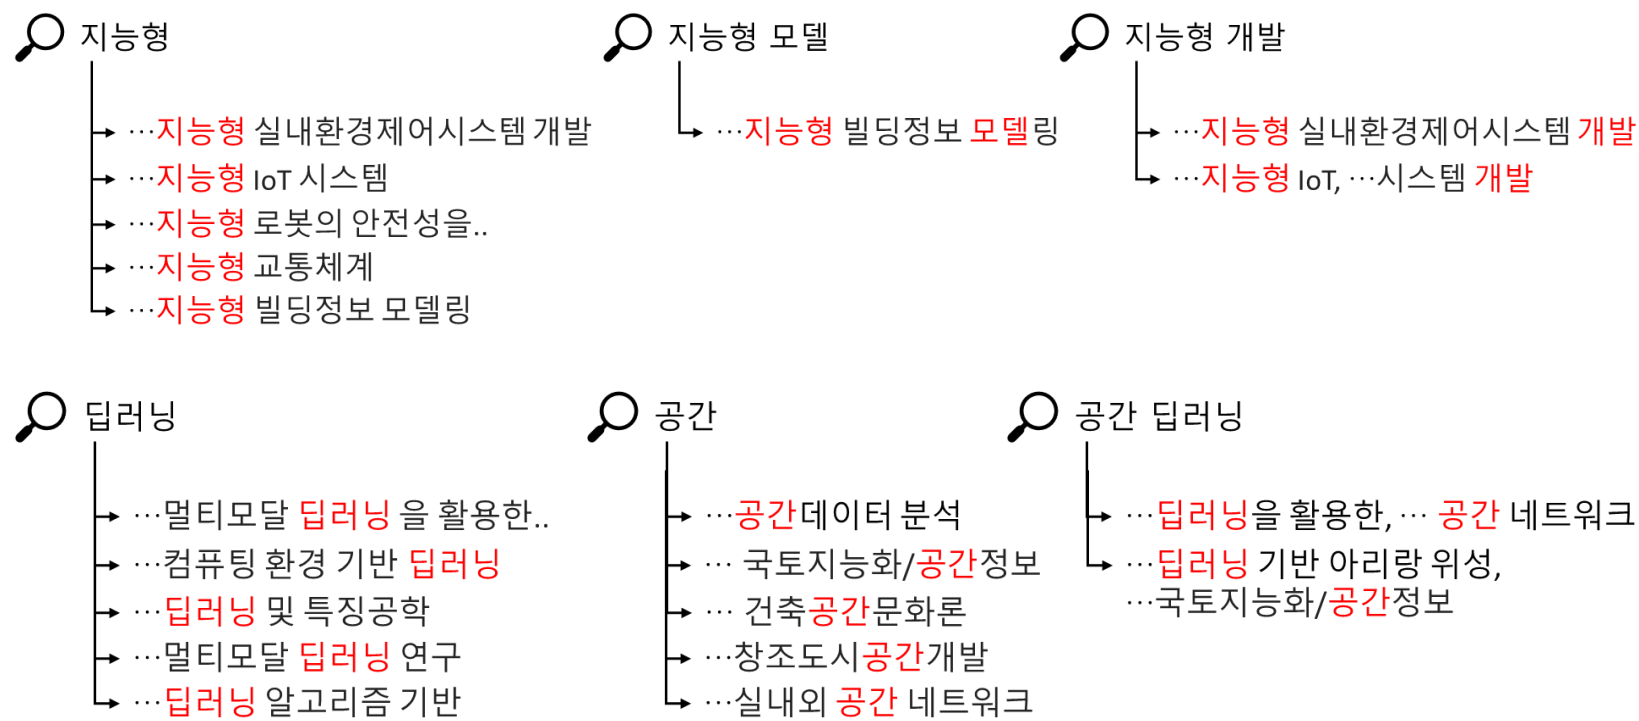 지능형
…지능형 실내환경제어시스템 개발
…지능형 IoT 시스템
…지능형 로봇의 안전성을..
…지능형 교통체계
…지능형 빌딩정보 모델링
지능형 모델
…지능형 빌딩정보 모델링
지능형 개발
…지능형 실내환경제어시스템 개발
…지능형 IoT, …시스템 개발
딥러닝
…멀티모달 딥러닝 을 활용한..
…컴퓨팅 환경 기반 딥러닝
…딥러닝 및 특징공학
…멀티모달 딥러닝 연구
…딥러닝 알고리즘 기반
공간
…공간데이터 분석
… 국토지능화/공간정보
… 건축공간문화론
…창조도시공간개발
…실내외 공간 네트워크
공간 딥러닝
…딥러닝을 활용한, … 공간 네트워크
…딥러닝 기반 아리랑 위성,
…국토지능화/공간정보